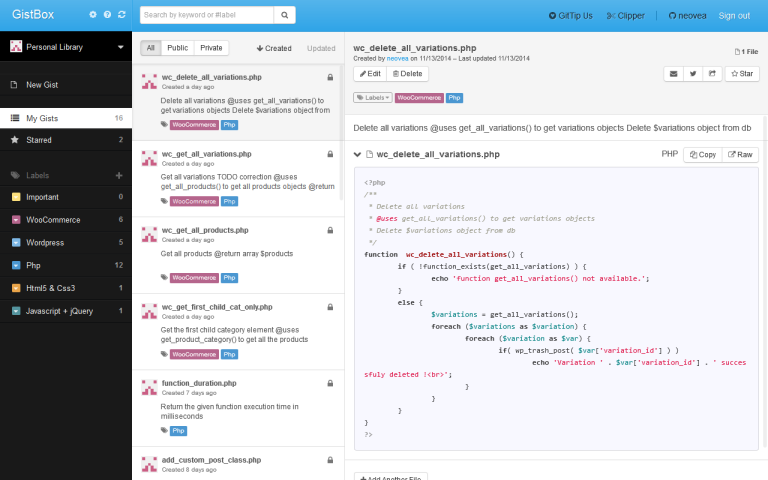 GistBox
Search by keyword or #label
GitTip Us
Clipper
neovea
Sign out
Personal Library
New Gist
My Gists 16
Starred 2
Labels
Important 0
WooCommerce 6
Wordpress 5
Php 12
Html5 & Css3 1
Javascript + jQuery 1
All Public Private Created Updated
wc_delete_all_variations.php
Created a day ago
Delete all variations @uses get_all_variations() to
get variations objects Delete $variations object from
WooCommerce Php
wc_get_all_variations.php
Created a day ago
Get all variations TODO correction @uses
get_all_products() to get all products objects @return
WooCommerce Php
wc_get_all_products.php
Created a day ago
Get all products @return array $products
WooCommerce Php
wc_get_first_child_cat_only.php
Created a day ago
Get the first child category element @uses
get_product_category() to get all the products
WooCommerce Php
function_duration.php
Created 7 days ago
Return the given function execution time in
milliseconds
Php
add_custom_post_class.php
Created 8 days ago
wc_delete_all_variations.php
Created by neovea on 11/13/2014 – Last updated 11/13/2014
1 File
Edit Delete
Star
Labels WooCommerce Php
Delete all variations @uses get_all_variations() to get variations objects Delete $variations object from db
wc_delete_all_variations.php PHP Copy Raw
<?php
/**
* Delete all variations
* @uses get_all_variations() to get variations objects
* Delete $variations object from db
*/
function wc_delete_all_variations() {
if ( !function_exists(get_all_variations) ) {
echo 'function get_all_variations() not available.';
}
else {
$variations = get_all_variations();
foreach ($variations as $variation) {
foreach ($variation as $var) {
if( wp_trash_post( $var['variation_id'] ) )
echo 'Variation ' . $var['variation_id'] . ' succes
sfuly deleted !<br>';
}
}
}
}
?>
Add Another File